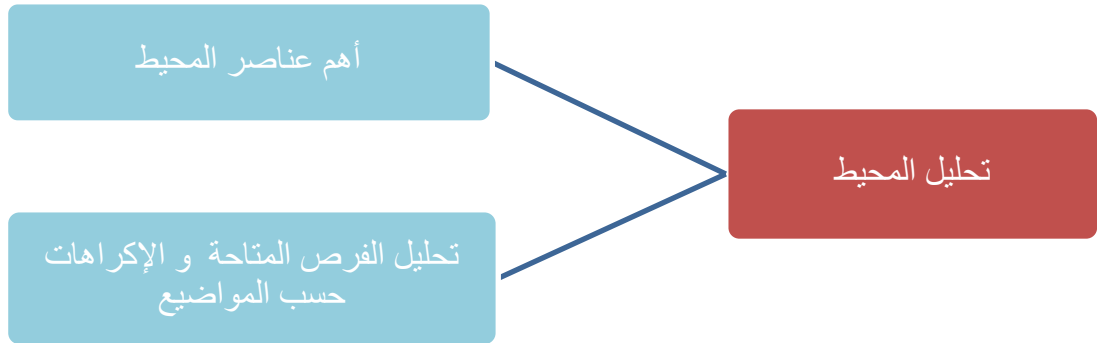 تحليل المحيط
أهم عناصر المحيط
تحليل الفرص المتاحة و الإكراهات
حسب المواضيع